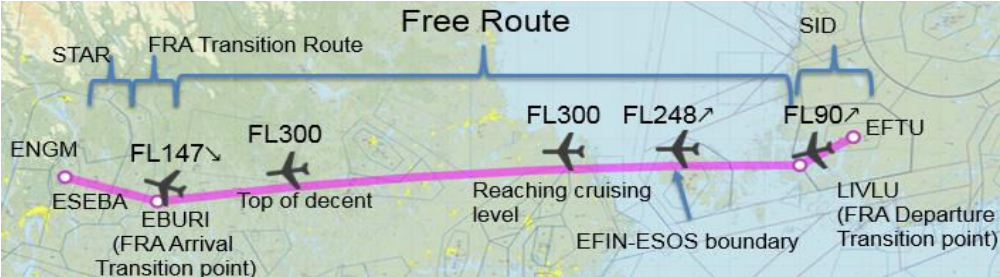 Free Route
STAR
FRA Transition Route
SID
ENGM
FL147↘
FL300
FL300
FL248↗
FL90↗
EFTU
ESEBA
EBURI
(FRA Arrival
Transition point)
Top of decent
Reaching cruising
level
EFIN-ESOS boundary
LIVLU
(FRA Departure
Transition point)